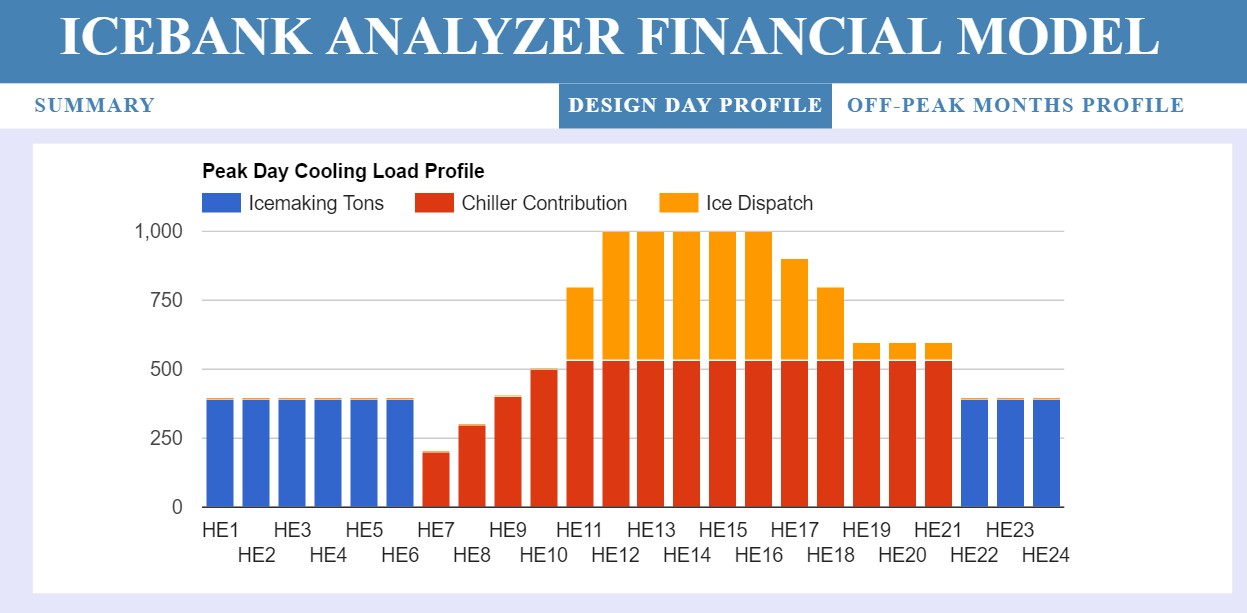 ICEBANK ANALYZER FINANCIAL MODEL
SUMMARY DESIGN DAY PROFILE OFF-PEAK MONTHS PROFILE
Peak Day Cooling Load Profile
Icemaking Tons Chiller Contribution Ice Dispatch
1,000
750
500
250
0
HE1 HE3 HE5 HE7 HE9 HE11 HE13 HE15 HE17 HE19 HE21 HE23
HE2 HE4 HE6 HE8 HE10 HE12 HE14 HE16 HE18 HE20 HE22 HE24